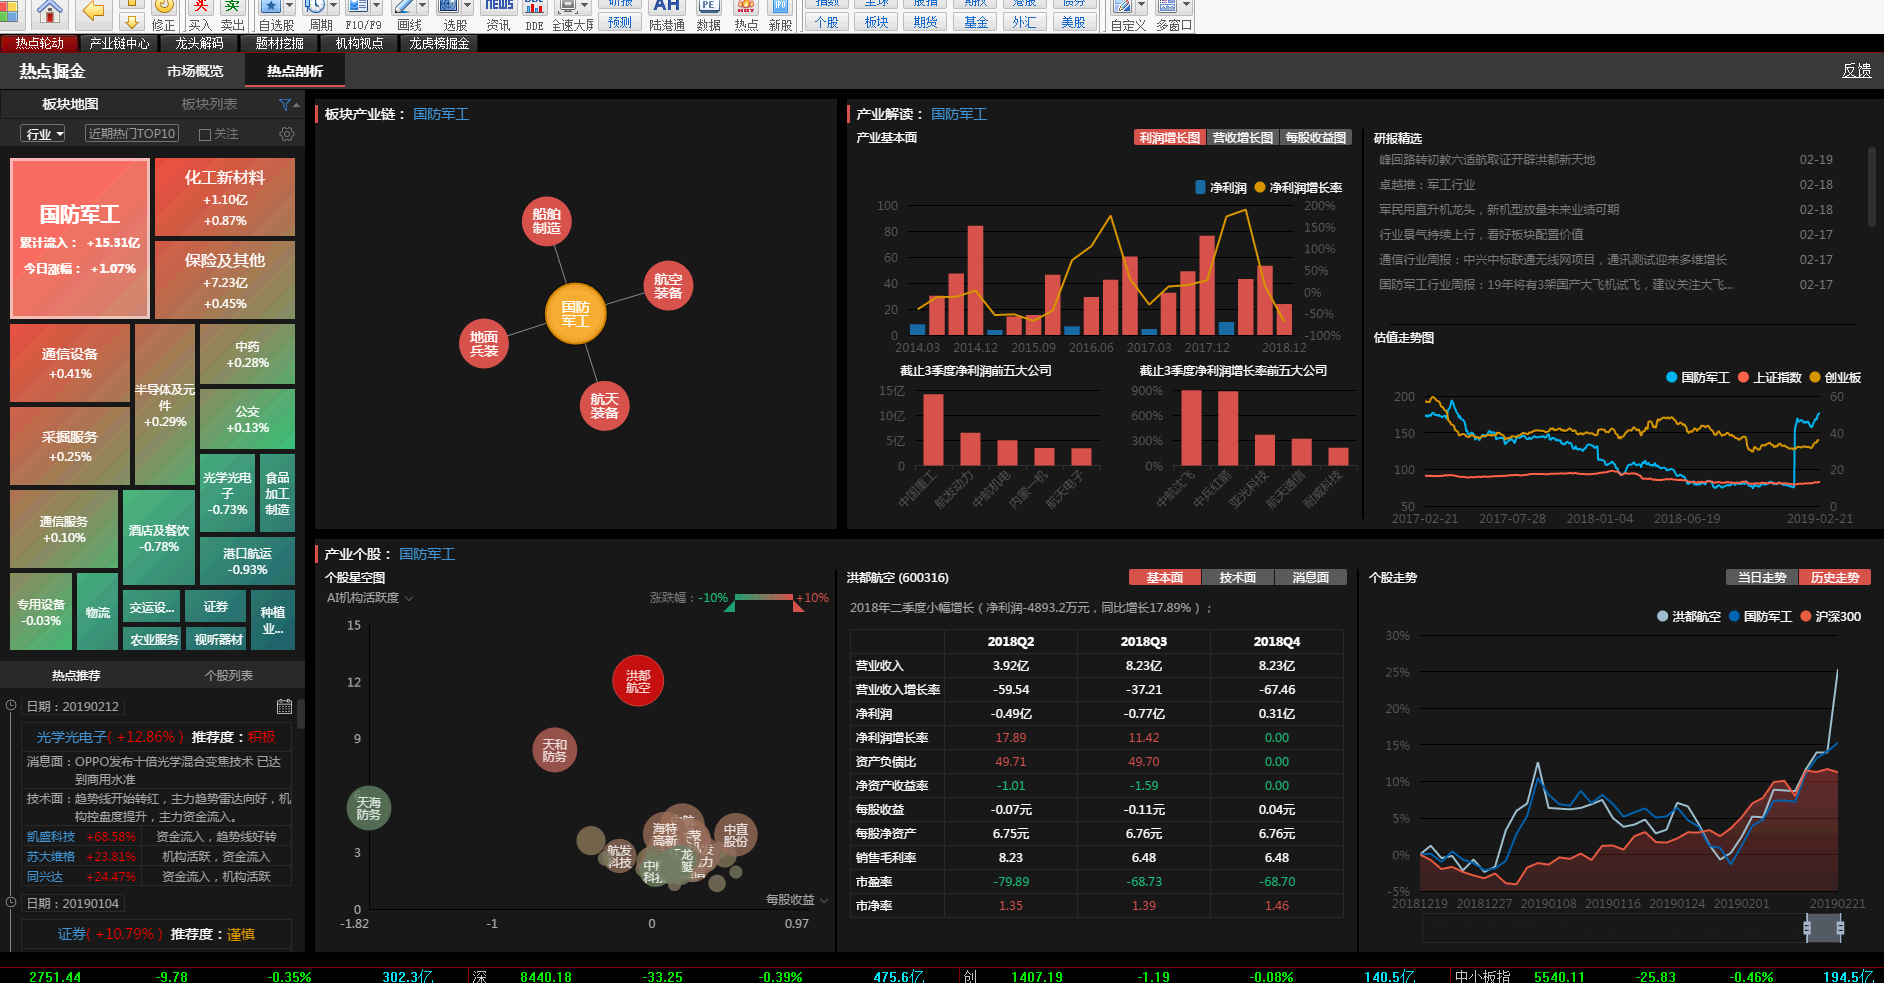 修正 买入 卖出 自选股 周期 F10/F9 画线 选股 资讯 DDE 全速大 陆港通 数据 热点 新股 自定义 多窗口
买 卖 NEWS DDE AH PE HOT IPO
研报 指数 全球 股指 期权 港股 债券
预测 个股 板块 期货 基金 外汇 美股
热点轮动 产业链中心 龙头解码 题材挖掘 机构视点 龙虎榜掘金
热点掘金 市场概览 热点剖析 反馈
板块地图 板块列表
行业 近期热门TOP10 关注
国防军工
累计流入： +15.31亿
今日涨幅： +1.07%
化工新材料
+1.10亿
+0.87%
保险及其他
+7.23亿
+0.45%
通信设备
+0.41%
半导体及元
件
+0.29%
中药
+0.28%
公交
+0.13%
采掘服务
+0.25%
光学光电
子
-0.73%
食品
加工
制造
通信服务
+0.10%
酒店及餐饮
-0.78%
港口航运
-0.93%
专用设备
-0.03%
物流
交运设...
证券
种植
业...
农业服务
视听器材
热点推荐 个股列表
日期：20190212
光学光电子( +12.86% ) 推荐度：积极
消息面：OPPO发布十倍光学混合变焦技术 已达
到商用水准
技术面：趋势线开始转红，主力趋势雷达向好，机
构控盘度提升，主力资金流入。
凯盛科技 +68.58% 资金流入，趋势线好转
苏大维格 +23.81% 机构活跃，资金流入
同兴达 +24.47% 资金流入，机构活跃
日期：20190104
证券( +10.79% ) 推荐度：谨慎
板块产业链： 国防军工
船舶
制造
航空
装备
国防
军工
地面
兵装
航天
装备
产业解读： 国防军工
产业基本面 利润增长图 营收增长图 每股收益图
净利润 净利润增长率
100 80 60 40 20 0
200% 150% 100% 50% 0% -50% -100%
2014.03 2014.12 2015.09 2016.06 2017.03 2017.12 2018.12
截止3季度净利润前五大公司
15亿 10亿 5亿 0
中国重工 航发动力 中航机电 内蒙一机 航天电子
截止3季度净利润增长率前五大公司
900% 600% 300% 0%
中航沈飞 中兵红箭 亚光科技 航天通信 耐威科技
研报精选
峰回路转初教六适航取证开辟洪都新天地 02-19
卓越推：军工行业 02-18
军民用直升机龙头，新机型放量未来业绩可期 02-18
行业景气持续上行，看好板块配置价值 02-17
通信行业周报：中兴中标联通无线网项目，通讯测试迎来多维增长 02-17
国防军工行业周报：19年将有3架国产大飞机试飞，建议关注大飞... 02-17
估值走势图
国防军工 上证指数 创业板
200 150 100 50
60 40 20 0
2017-02-21 2017-07-28 2018-01-04 2018-06-19 2019-02-21
产业个股： 国防军工
个股星空图
AI机构活跃度 涨跌幅：-10% +10%
15 12 9 6 3 0
洪都
航空
天和
防务
天海
防务
海特
高新
中直
股份
航发
科技
龙
每股收益
-1.82 -1 0 0.97
洪都航空 (600316) 基本面 技术面 消息面
2018年二季度小幅增长（净利润-4893.2万元，同比增长17.89%）；
2018Q2 2018Q3 2018Q4
营业收入 3.92亿 8.23亿 8.23亿
营业收入增长率 -59.54 -37.21 -67.46
净利润 -0.49亿 -0.77亿 0.31亿
净利润增长率 17.89 11.42 0.00
资产负债比 49.71 49.70 0.00
净资产收益率 -1.01 -1.59 0.00
每股收益 -0.07元 -0.11元 0.04元
每股净资产 6.75元 6.76元 6.76元
销售毛利率 8.23 6.48 6.48
市盈率 -79.89 -68.73 -68.70
市净率 1.35 1.39 1.46
个股走势 当日走势 历史走势
洪都航空 国防军工 沪深300
30% 25% 20% 15% 10% 5% 0% -5%
20181219 20181227 20190108 20190116 20190124 20190201 20190221
2751.44 -9.78 -0.35% 302.3亿 深 8440.18 -33.25 -0.39% 475.6亿 创 1407.19 -1.19 -0.08% 140.5亿 中小板指 5540.11 -25.83 -0.46% 194.5亿